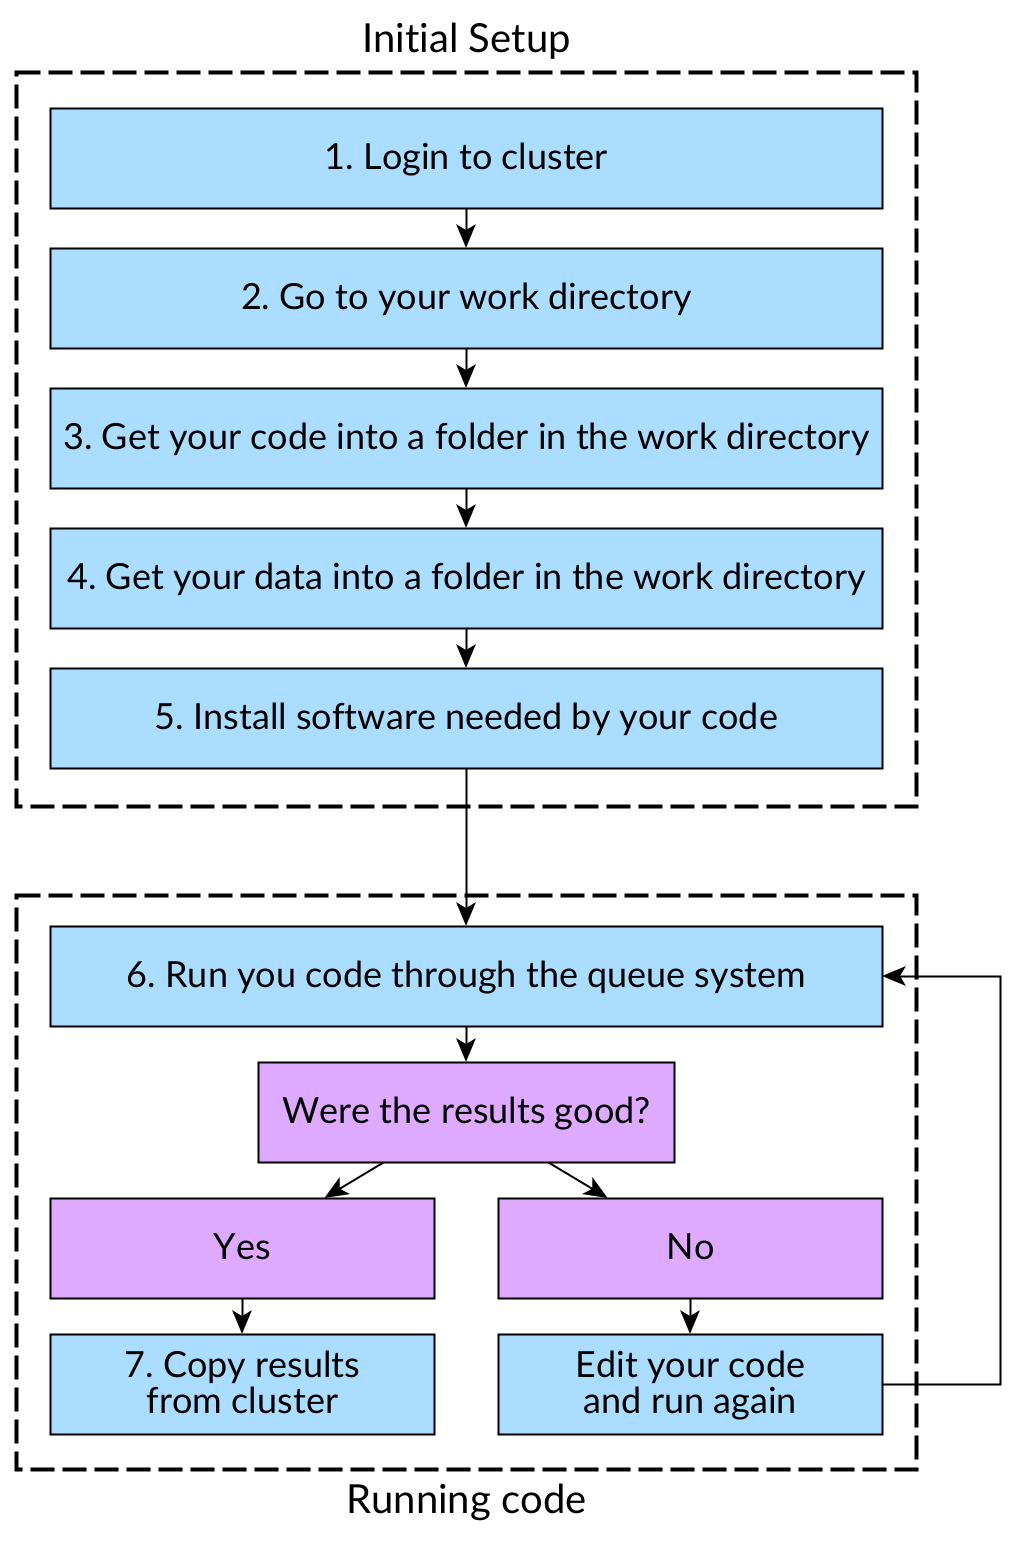 Initial Setup
1. Login to cluster
2. Go to your work directory
3. Get your code into a folder in the work directory
4. Get your data into a folder in the work directory
5. Install software needed by your code
6. Run you code through the queue system
Were the results good?
Yes
No
7. Copy results
from cluster
Edit your code
and run again
Running code